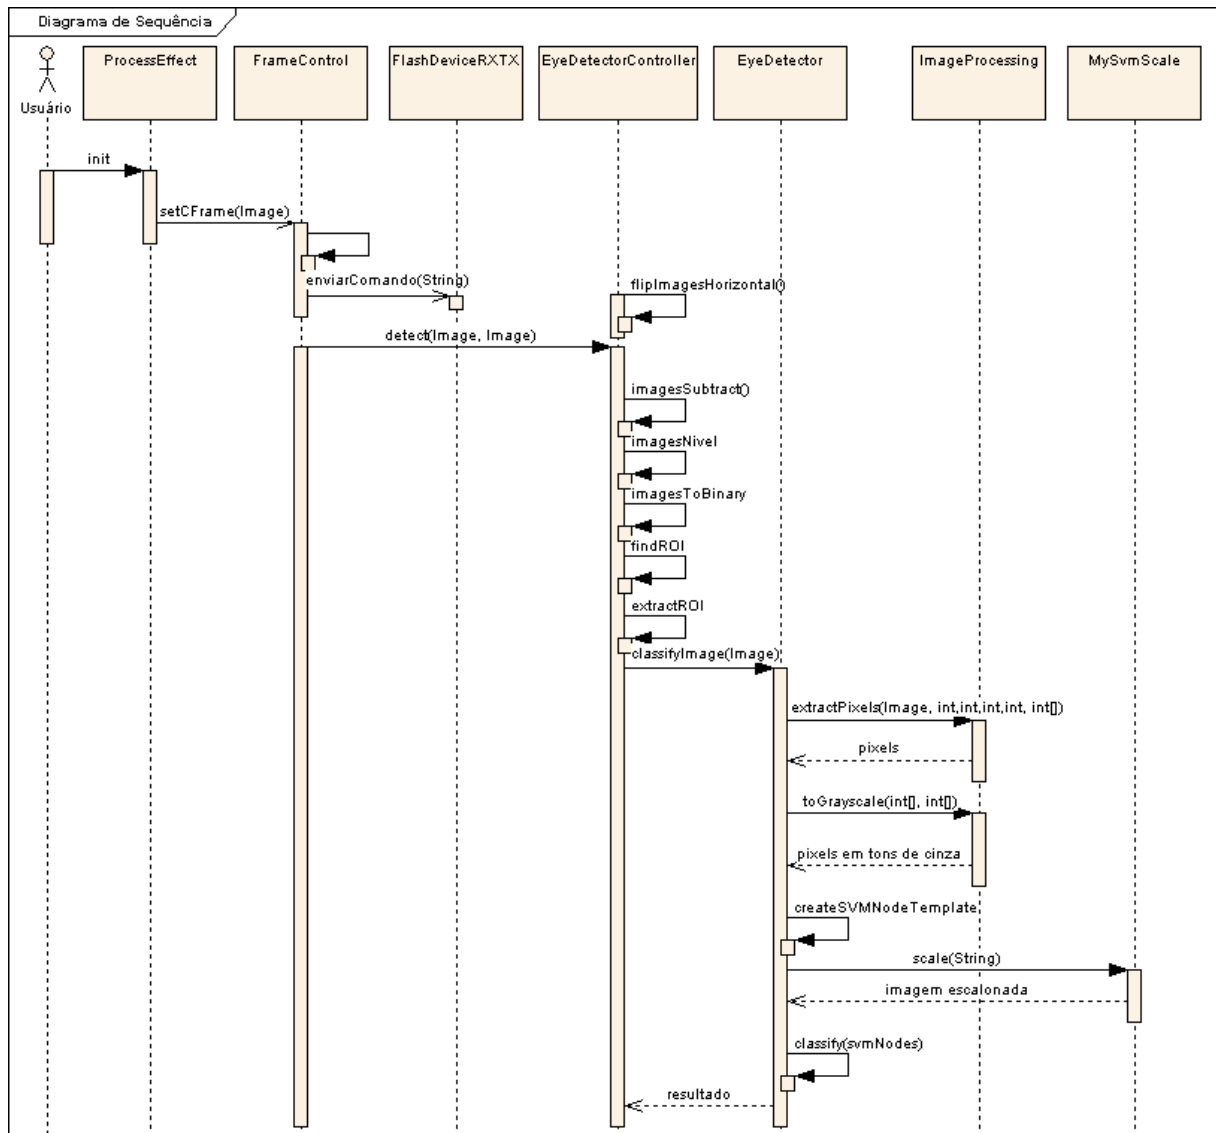 Diagrama de Sequência
ProcessEffect
FrameControl
FlashDeviceRXTX
EyeDetectorController
EyeDetector
ImageProcessing
MySvmScale
Usuário
init
setCFrame(Image)
enviarComando(String)
flipImagesHorizontal()
detect(Image, Image)
imagesSubtract()
imagesNivel
imagesToBinary
findROI
extractROI
classifyImage(Image)
extractPixels(Image, int,int,int,int, int[])
pixels
toGrayscale(int[], int[])
pixels em tons de cinza
createSVMNodeTemplate
scale(String)
imagem escalonada
classify(svmNodes)
resultado